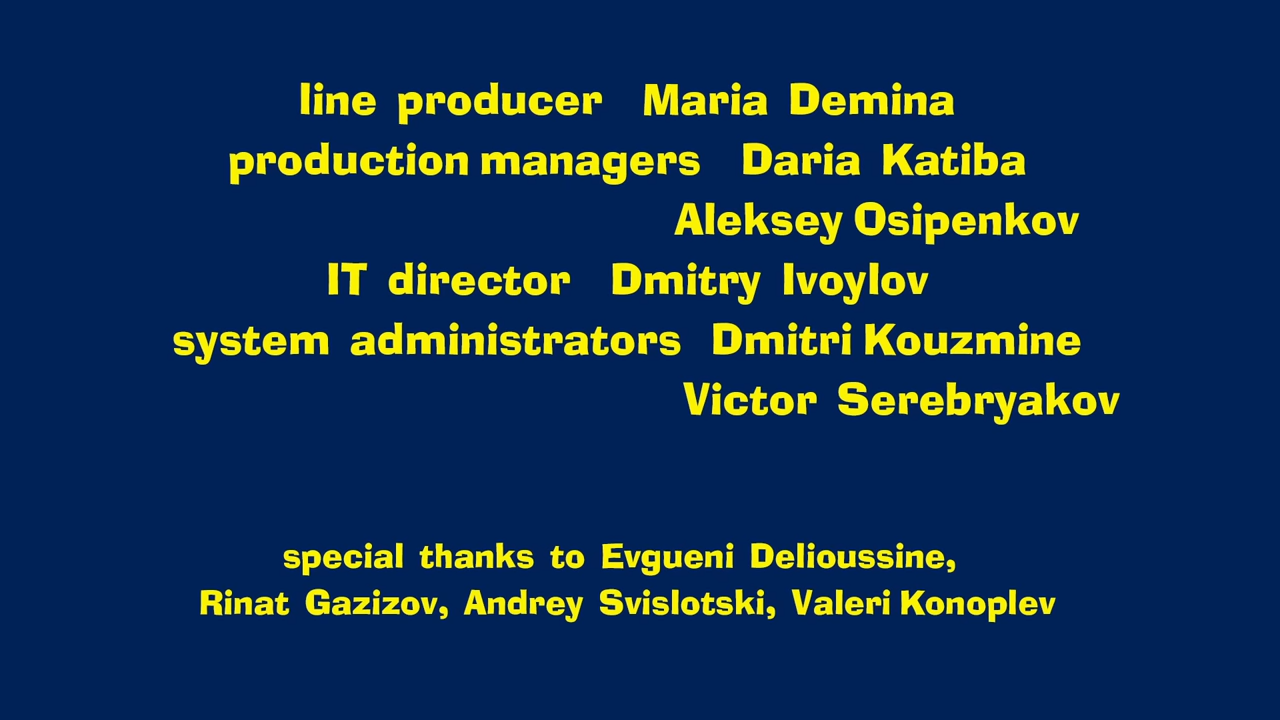 line producer Maria Demina
production managers Daria Katiba
Aleksey Osipenkov
IT director Dmitry Ivoylov
system administrators Dmitri Kouzmine
Victor Serebryakov
special thanks to Evgueni Delioussine,
Rinat Gazizov, Andrey Svislotski, Valeri Konoplev